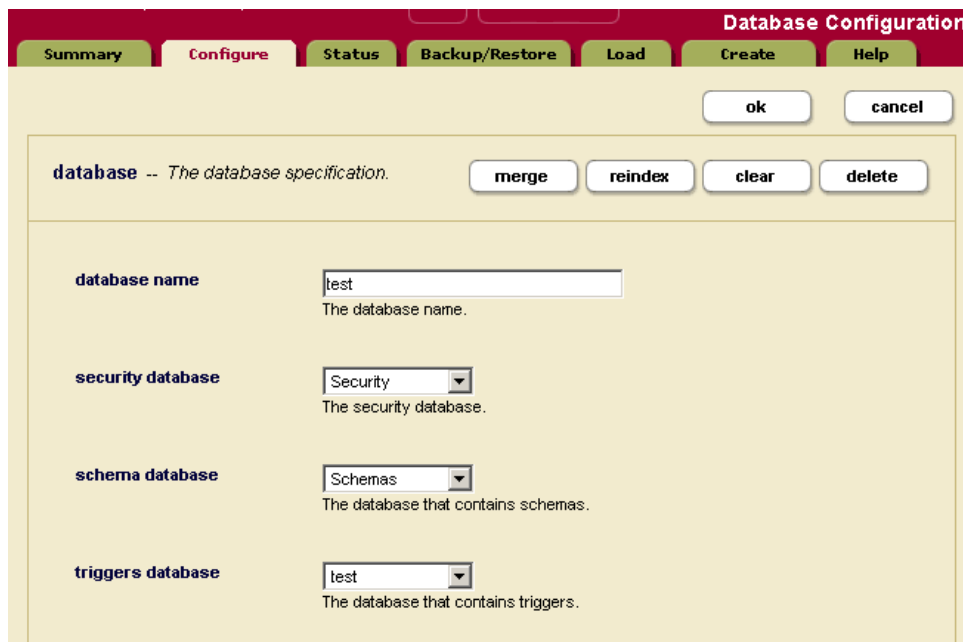 Database Configuration
Summary Configure Status Backup/Restore Load Create Help
ok cancel
database -- The database specification. merge reindex clear delete
database name test
The database name.
security database Security
The security database.
schema database Schemas
The database that contains schemas.
triggers database test
The database that contains triggers.